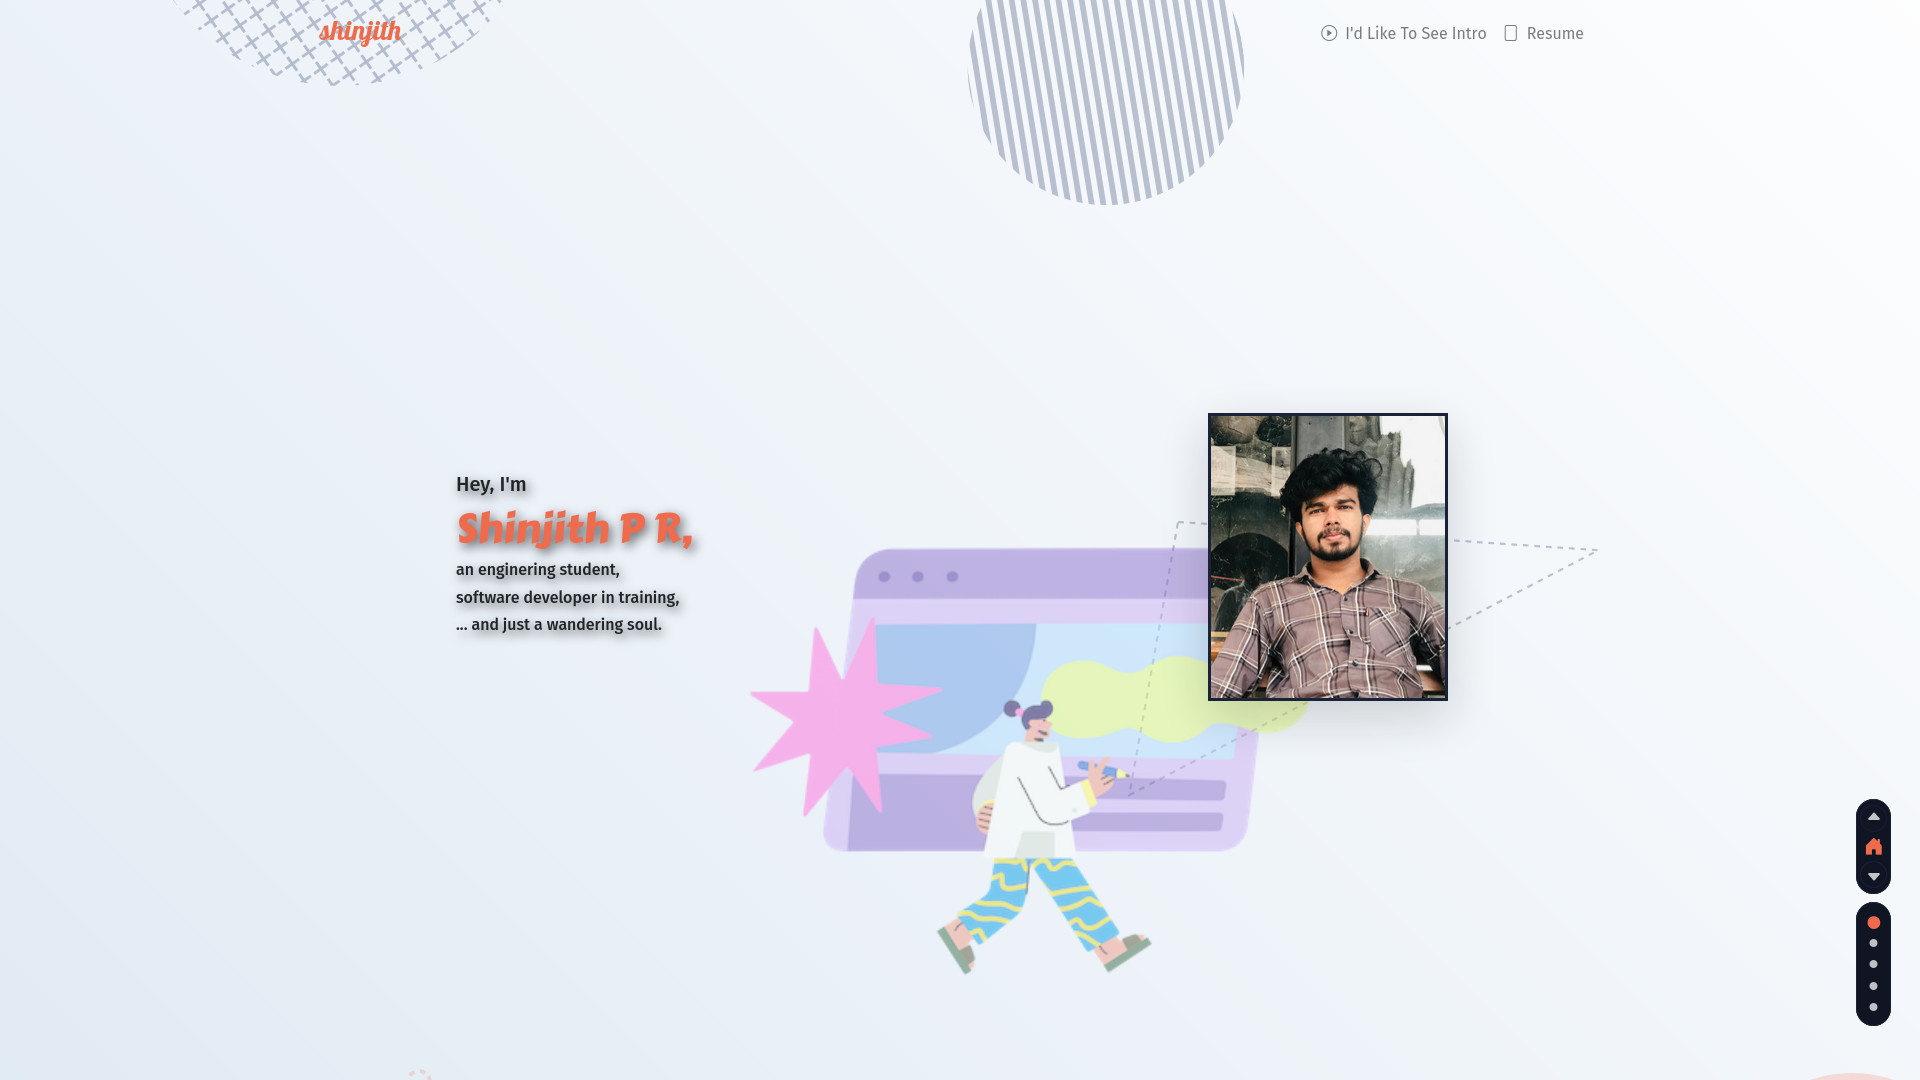 shinjith
I'd Like To See Intro
Resume
Hey, I'm
Shinjith P R,
an enginering student,
software developer in training,
... and just a wandering soul.